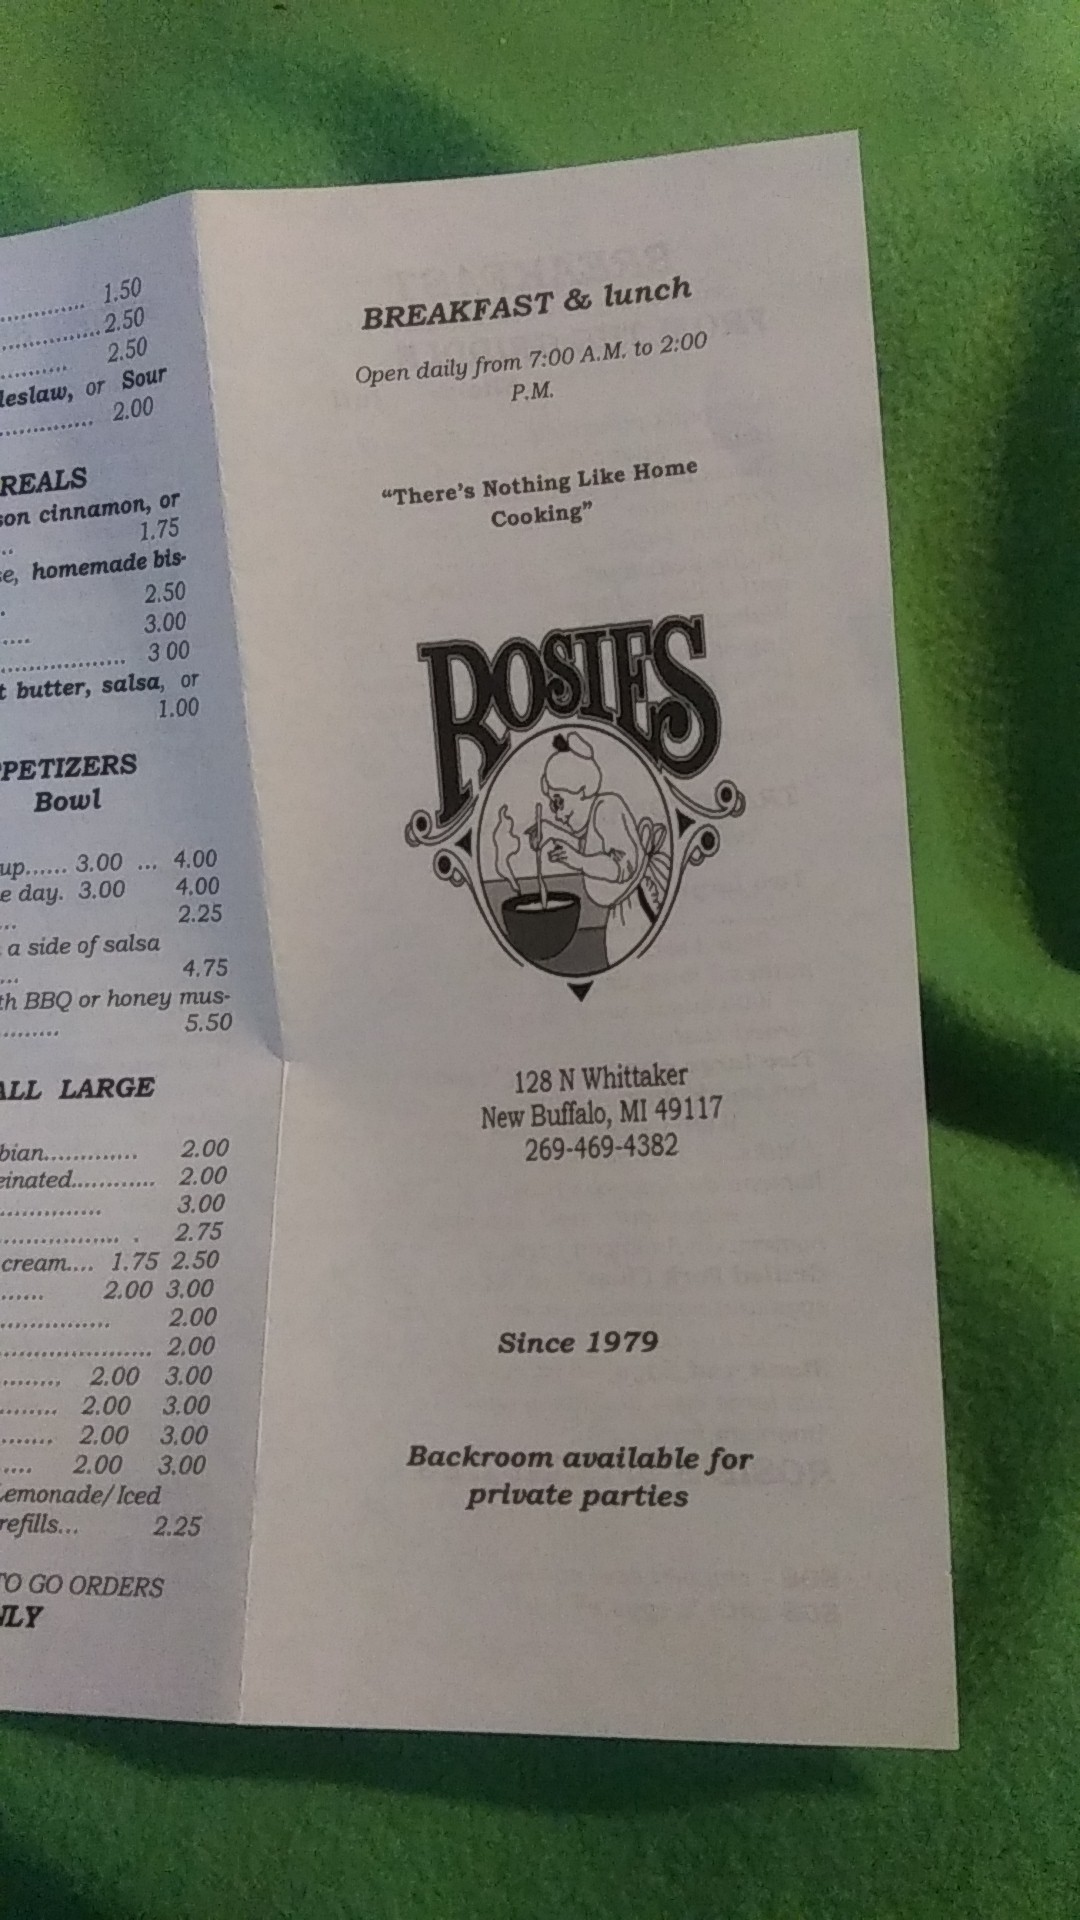 1.50
2.50
2.50
leslaw, or Sour
2.00
REALS
son cinnamon, or
1.75
se, homemade bis-
2.50
3.00
3 00
t butter, salsa, or
1.00
PPETIZERS
Bowl
up...... 3.00 ... 4.00
e day. 3.00 4.00
2.25
a side of salsa
4.75
th BBQ or honey mus-
5.50
ALL LARGE
bian............. 2.00
einated............ 2.00
3.00
2.75
cream.... 1.75 2.50
2.00 3.00
2.00
2.00
2.00 3.00
2.00 3.00
2.00 3.00
2.00 3.00
Lemonade/Iced
refills... 2.25
TO GO ORDERS
NLY
BREAKFAST & lunch
Open daily from 7:00 A.M. to 2:00
P.M.
“There’s Nothing Like Home
Cooking”
ROSIES
128 N Whittaker
New Buffalo, MI 49117
269-469-4382
Since 1979
Backroom available for
private parties